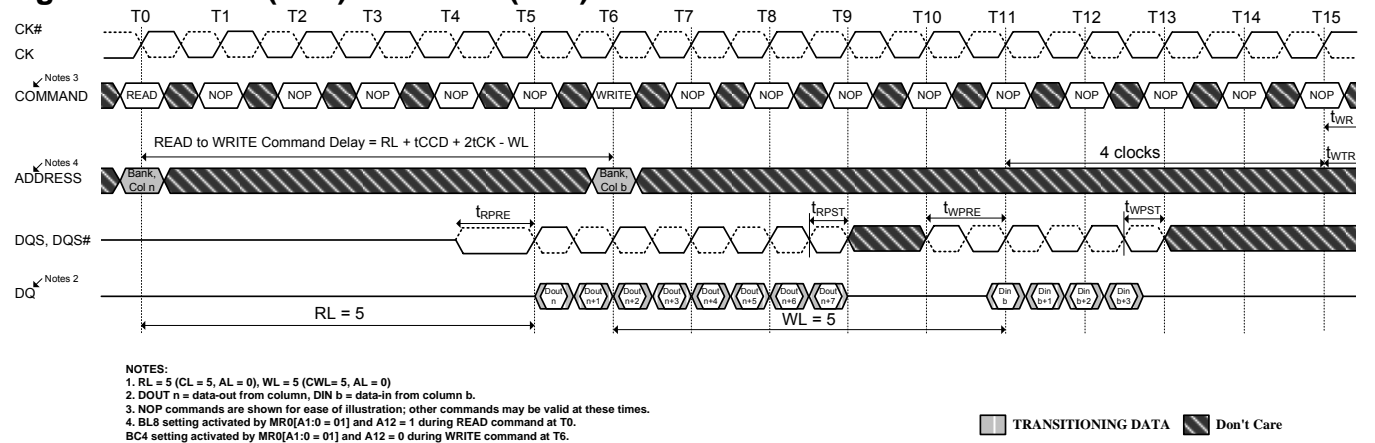 T0 T1 T2 T3 T4 T5 T6 T7 T8 T9 T10 T11 T12 T13 T14 T15
CK#
CK
Notes 3
COMMAND READ NOP NOP NOP NOP NOP WRITE NOP NOP NOP NOP NOP NOP NOP NOP NOP
tWR
READ to WRITE Command Delay = RL + tCCD + 2tCK - WL
4 clocks
tWTR
Notes 4
ADDRESS
Bank, Col n
Bank, Col b
tRPRE tRPST tWPRE tWPST
DQS, DQS#
Notes 2
DQ
Dout n Dout n+1 Dout n+2 Dout n+3 Dout n+4 Dout n+5 Dout n+6 Dout n+7 Din b Din b+1 Din b+2 Din b+3
RL = 5
WL = 5
NOTES:
1. RL = 5 (CL = 5, AL = 0), WL = 5 (CWL= 5, AL = 0)
2. DOUT n = data-out from column, DIN b = data-in from column b.
3. NOP commands are shown for ease of illustration; other commands may be valid at these times.
4. BL8 setting activated by MR0[A1:0 = 01] and A12 = 1 during READ command at T0.
BC4 setting activated by MR0[A1:0 = 01] and A12 = 0 during WRITE command at T6.
TRANSITIONING DATA
Don't Care